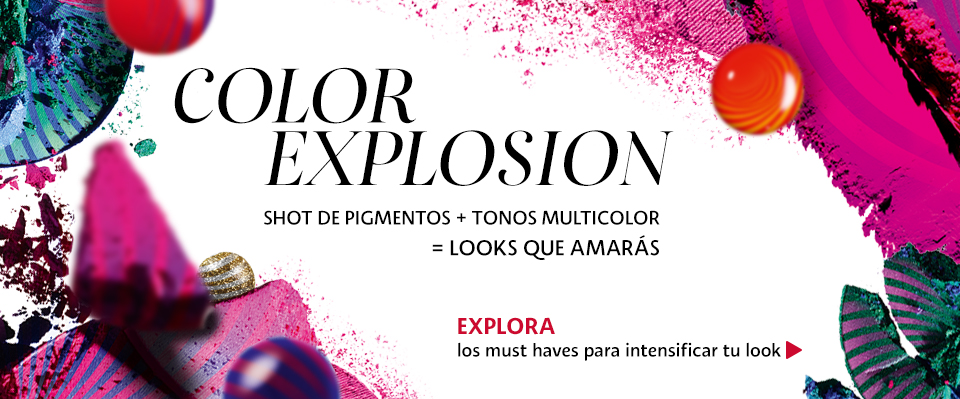 COLOR
EXPLOSION
SHOT DE PIGMENTOS + TONOS MULTICOLOR
= LOOKS QUE AMARÁS
EXPLORA
los must haves para intensificar tu look